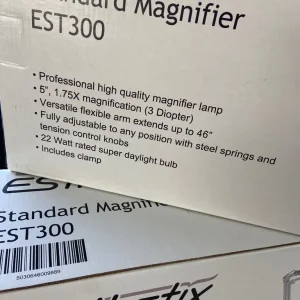 Standard Magnifier
EST300
• Professional high quality magnifier lamp
• 5", 1.75X magnification (3 Diopter)
• Versatile flexible arm extends up to 46"
• Fully adjustable to any position with steel springs and
tension control knobs
• 22 Watt rated super daylight bulb
• Includes clamp
Standard Magnifi
EST300